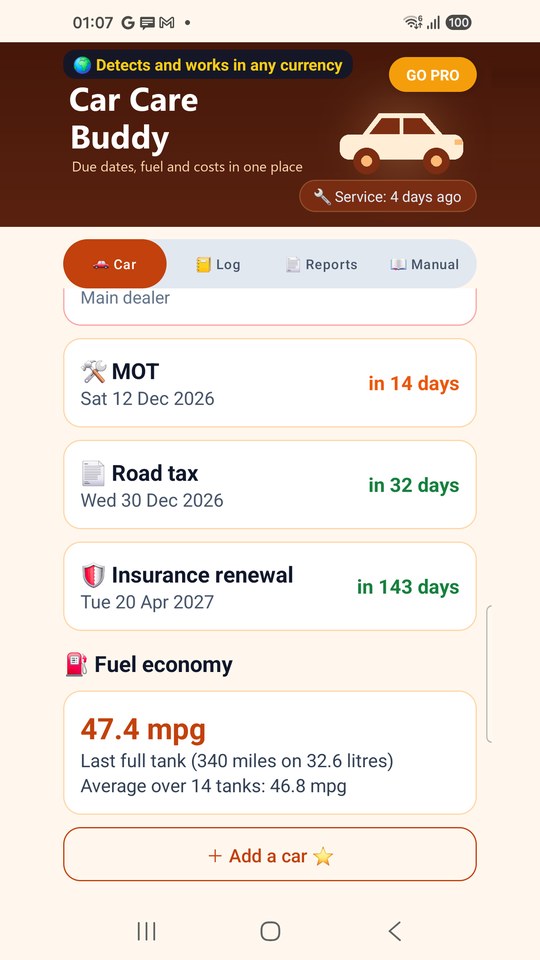 01:07
100
🌍 Detects and works in any currency
GO PRO
Car Care
Buddy
Due dates, fuel and costs in one place
🔧 Service: 4 days ago
🚗 Car
📒 Log
📄 Reports
📖 Manual
Main dealer
🛠️ MOT
in 14 days
Sat 12 Dec 2026
📄 Road tax
in 32 days
Wed 30 Dec 2026
🛡️ Insurance renewal
in 143 days
Tue 20 Apr 2027
⛽ Fuel economy
47.4 mpg
Last full tank (340 miles on 32.6 litres)
Average over 14 tanks: 46.8 mpg
+ Add a car ⭐